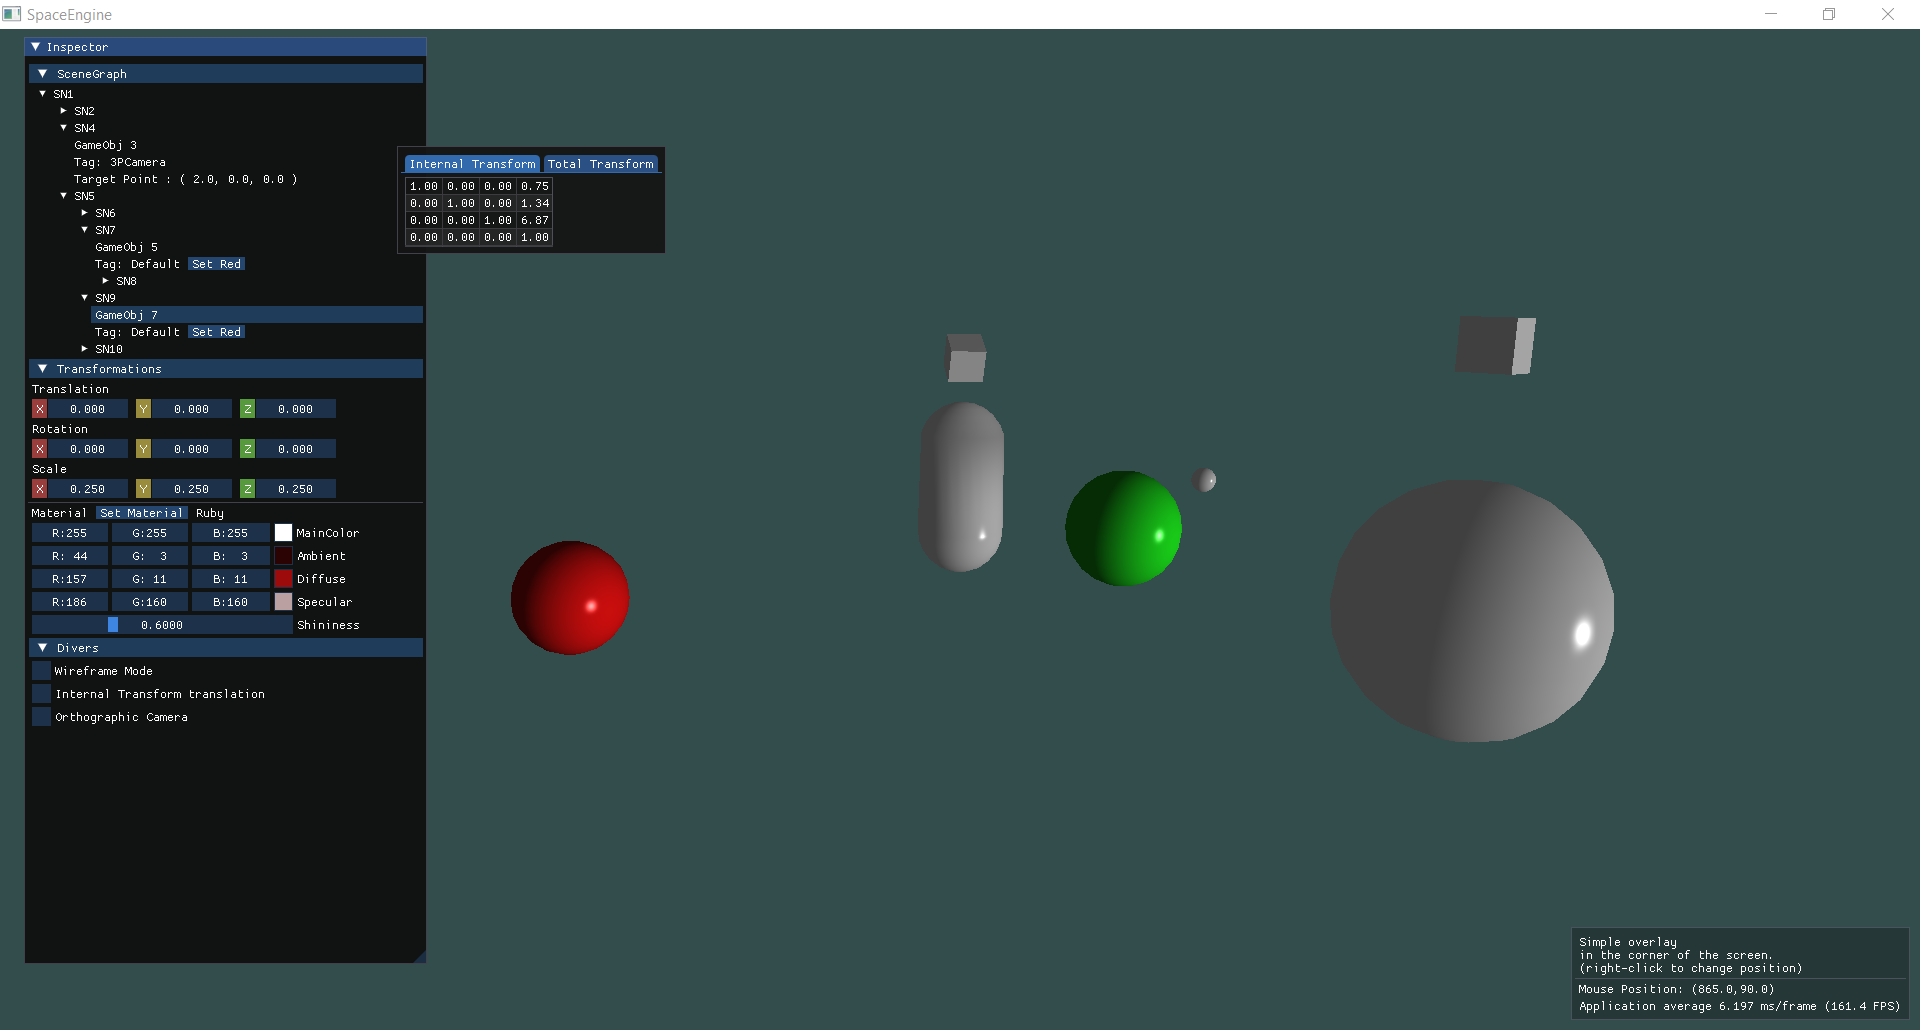 SpaceEngine
Inspector
SceneGraph
SN1
SN2
SN4
GameObj 3
Tag: 3PCamera
Target Point : ( 2.0, 0.0, 0.0 )
SN5
SN6
SN7
GameObj 5
Tag: Default Set Red
SN8
SN9
GameObj 7
Tag: Default Set Red
SN10
Transformations
Translation
X 0.000 Y 0.000 Z 0.000
Rotation
X 0.000 Y 0.000 Z 0.000
Scale
X 0.250 Y 0.250 Z 0.250
Material Set Material Ruby
R:255 G:255 B:255 MainColor
R: 44 G: 3 B: 3 Ambient
R:157 G: 11 B: 11 Diffuse
R:186 G:160 B:160 Specular
0.6000 Shininess
Divers
Wireframe Mode
Internal Transform translation
Orthographic Camera
Internal Transform Total Transform
1.00 0.00 0.00 0.75
0.00 1.00 0.00 1.34
0.00 0.00 1.00 6.87
0.00 0.00 0.00 1.00
Simple overlay
in the corner of the screen.
(right-click to change position)
Mouse Position: (865.0,90.0)
Application average 6.197 ms/frame (161.4 FPS)